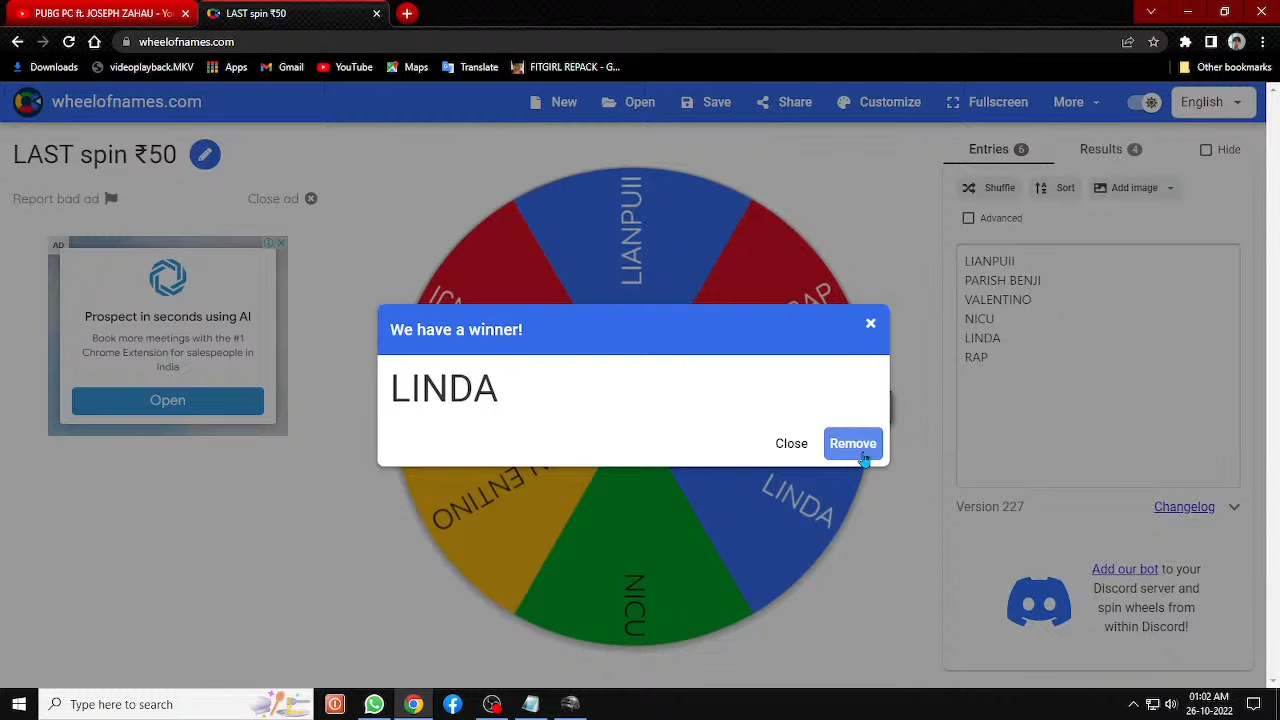 PUBG PC ft. JOSEPH ZAHAU - Yo
LAST spin ₹50
wheelofnames.com
Downloads
videoplayback.MKV
Apps
Gmail
YouTube
Maps
Translate
FITGIRL REPACK - G...
Other bookmarks
wheelofnames.com
New
Open
Save
Share
Customize
Fullscreen
More
English
LAST spin ₹50
Report bad ad
Close ad
AD
Prospect in seconds using AI
Book more meetings with the #1
Chrome Extension for salespeople in
India
Open
LIANPUII
RAP
LINDA
NICU
LENTINO
We have a winner!
LINDA
Close
Remove
Entries 6
Results 4
Hide
Shuffle
Sort
Add image
Advanced
LIANPUII
PARISH BENJI
VALENTINO
NICU
LINDA
RAP
Version 227
Changelog
Add our bot to your
Discord server and
spin wheels from
within Discord!
Type here to search
01:02 AM
26-10-2022